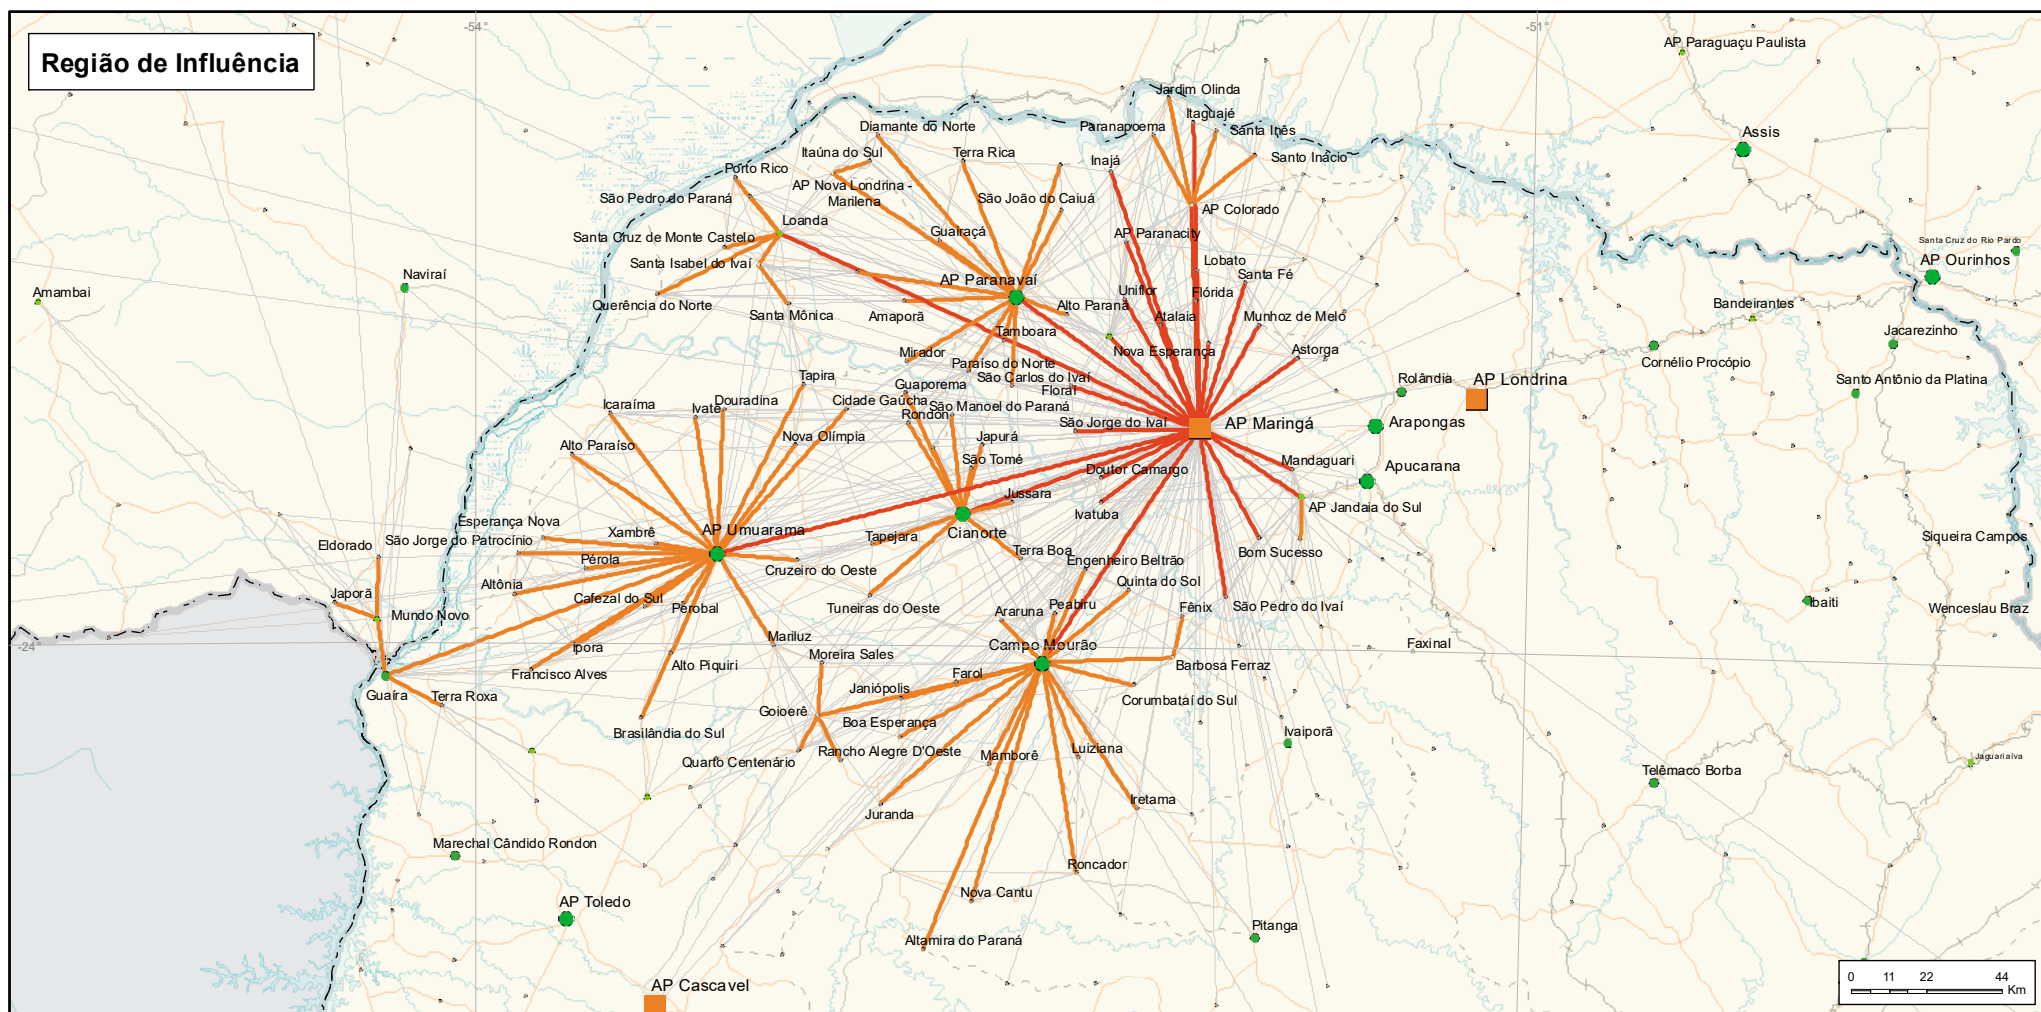 -54°
-51°
AP Paraguaçu Paulista
Região de Influência
Jardim Olinda
Itaguajé
Diamante do Norte
Paranapoema
Santa Inês
Assis
Itaúna do Sul
Terra Rica
Inajá
Santo Inácio
Porto Rico
AP Nova Londrina -
Marilena
São Pedro do Paraná
São João do Caiuá
Loanda
AP Colorado
Guairaçá
AP Paranacity
Santa Cruz de Monte Castelo
Santa Cruz do Rio Pardo
Santa Isabel do Ivaí
Lobato
AP Ourinhos
Naviraí
AP Paranavaí
Santa Fé
Amambai
Uniflor
Flórida
Querência do Norte
Santa Mônica
Amaporã
Alto Paraná
Atalaia
Munhoz de Melo
Bandeirantes
Tamboara
Jacarezinho
Mirador
Paraíso do Norte
Nova Esperança
Astorga
Cornélio Procópio
Tapira
Guaporema
São Carlos do Ivaí
Rolândia
AP Londrina
Santo Antônio da Platina
Floraí
Icaraíma
Ivaté
Douradina
Cidade Gaúcha
São Manoel do Paraná
Rondon
São Jorge do Ivaí
AP Maringá
Arapongas
Alto Paraíso
Nova Olímpia
Japurá
São Tomé
Doutor Camargo
Mandaguari
Apucarana
Jussara
Ivatuba
AP Jandaia do Sul
Esperança Nova
Xambrê
AP Umuarama
Tapejara
Cianorte
Eldorado
São Jorge do Patrocínio
Siqueira Campos
Pérola
Cruzeiro do Oeste
Terra Boa
Engenheiro Beltrão
Bom Sucesso
Altônia
Quinta do Sol
Japorã
Cafezal do Sul
Perobal
Tuneiras do Oeste
Araruna
Peabiru
Fênix
São Pedro do Ivaí
Ibaiti
Wenceslau Braz
Mundo Novo
-24°
Iporã
Mariluz
Campo Mourão
Faxinal
Moreira Sales
Alto Piquiri
Barbosa Ferraz
Francisco Alves
Farol
Guaíra
Terra Roxa
Janiópolis
Corumbataí do Sul
Goioerê
Boa Esperança
Brasilândia do Sul
Ivaiporã
Rancho Alegre D'Oeste
Mamborê
Luiziana
Quarto Centenário
Jaguariaíva
Telêmaco Borba
Iretama
Juranda
Marechal Cândido Rondon
Roncador
Nova Cantu
AP Toledo
Pitanga
Altamira do Paraná
AP Cascavel
0 11 22 44
Km